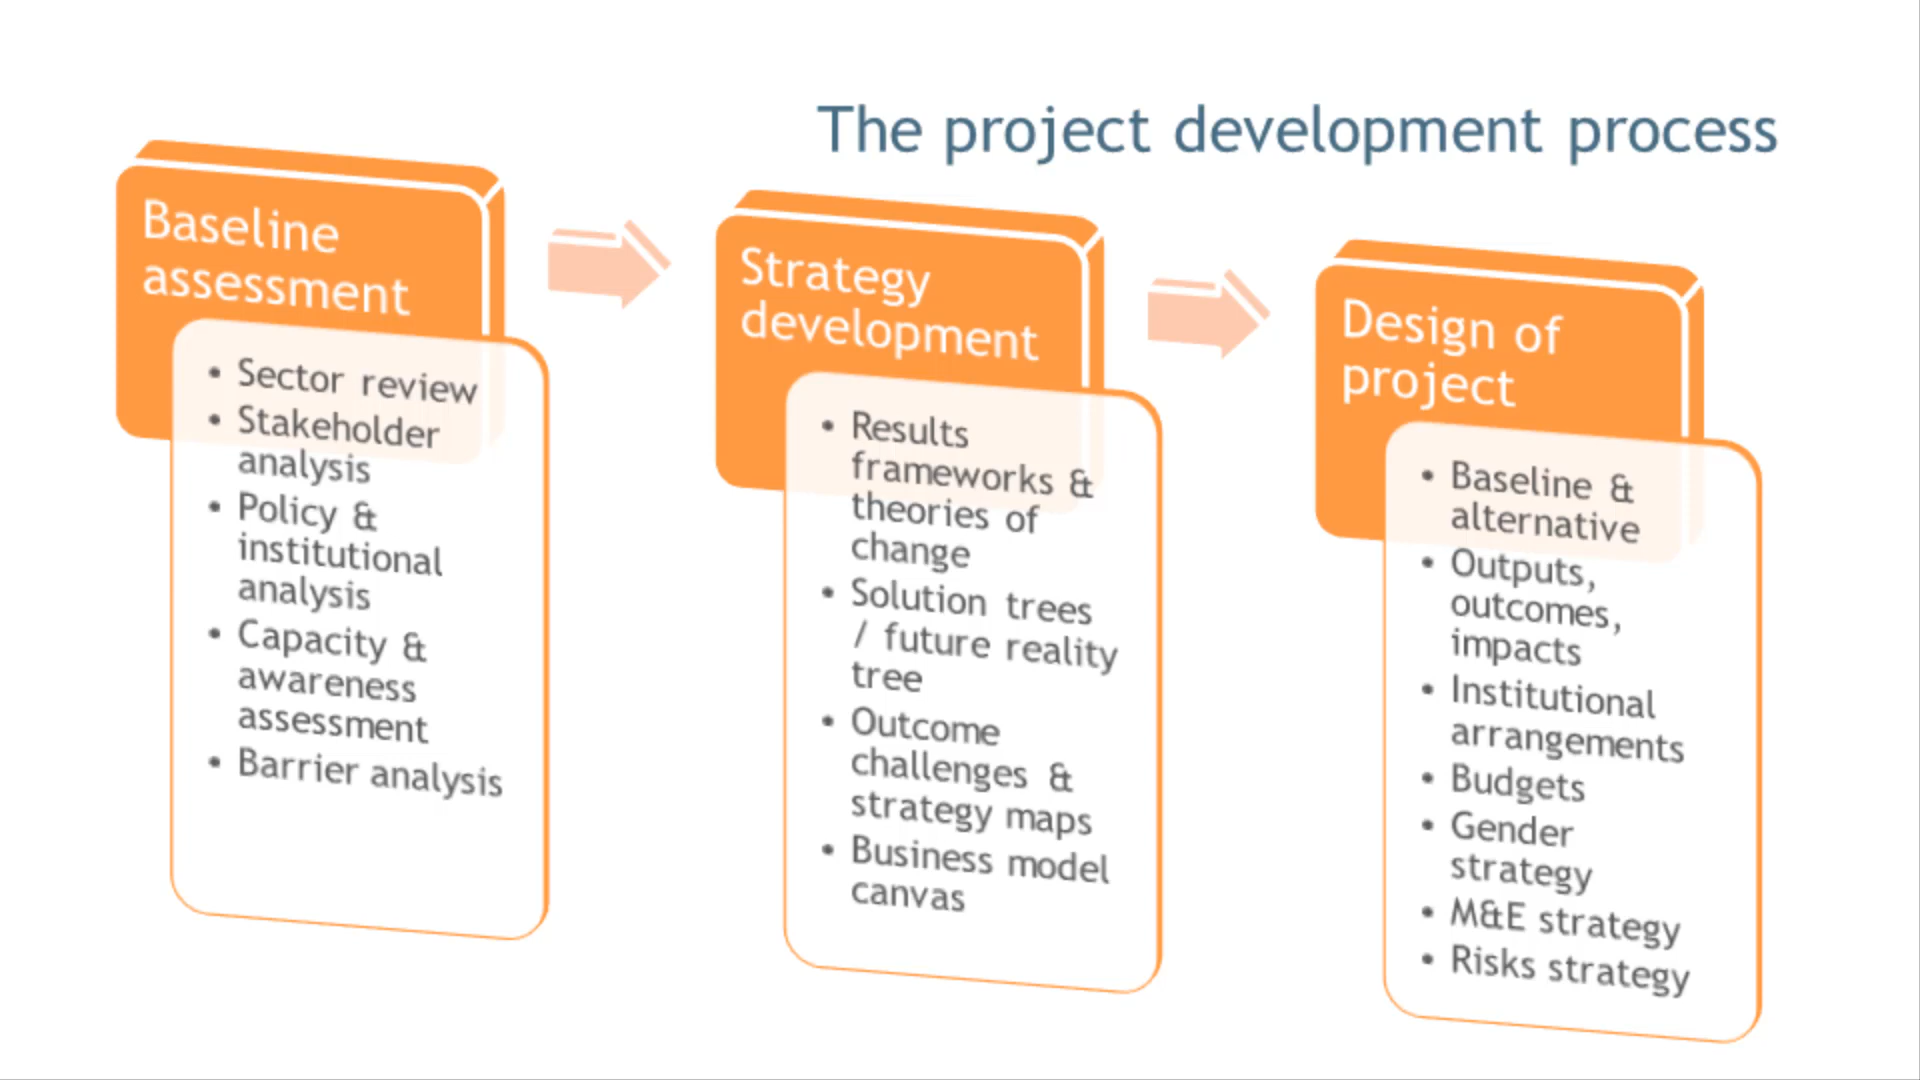 The project development process
Baseline
assessment
• Sector review
• Stakeholder
analysis
• Policy &
institutional
analysis
• Capacity &
awareness
assessment
• Barrier analysis
Strategy
development
• Results
frameworks &
theories of
change
• Solution trees
/ future reality
tree
• Outcome
challenges &
strategy maps
• Business model
canvas
Design of
project
• Baseline &
alternative
• Outputs,
outcomes,
impacts
• Institutional
arrangements
• Budgets
• Gender
strategy
• M&E strategy
• Risks strategy